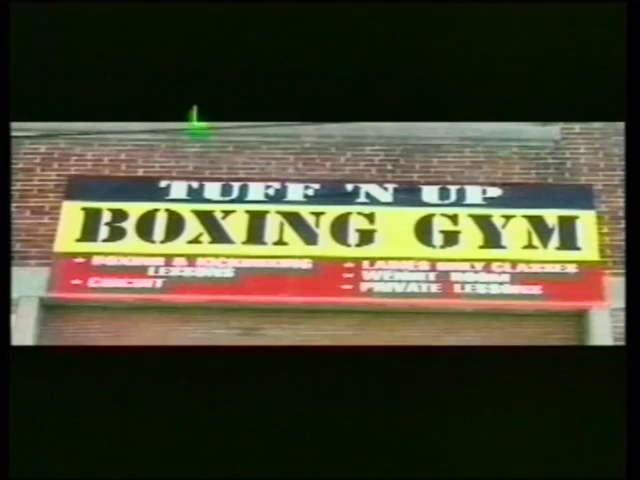 TUFF 'N UP
BOXING GYM
- BOXING & KICKBOXING
LESSONS
- CIRCUIT
- LADIES ONLY CLASSES
- WEIGHT ROOM
- PRIVATE LESSONS